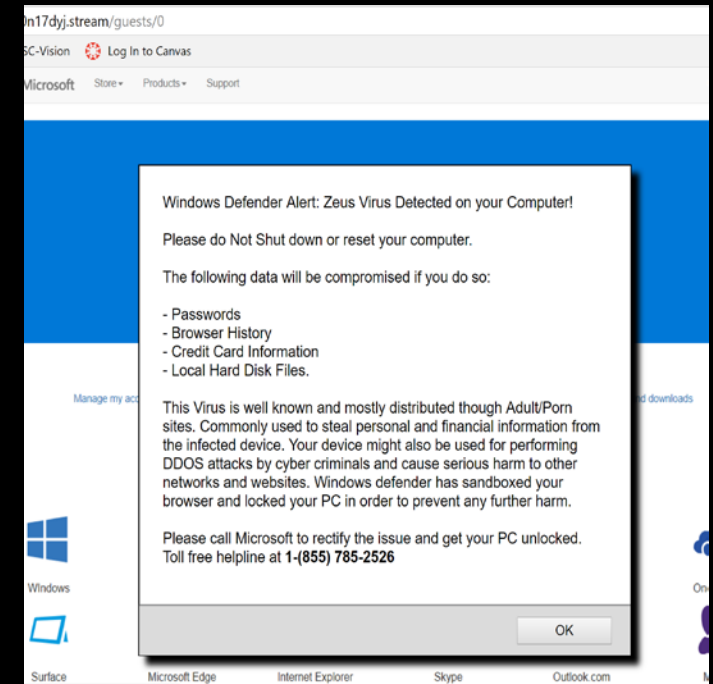 0n17dyj.stream/guests/0
SC-Vision Log In to Canvas
Microsoft Store Products Support
Windows Defender Alert: Zeus Virus Detected on your Computer!
Please do Not Shut down or reset your computer.
The following data will be compromised if you do so:
- Passwords
- Browser History
- Credit Card Information
- Local Hard Disk Files.
Manage my acc
nd downloads
This Virus is well known and mostly distributed though Adult/Porn
sites. Commonly used to steal personal and financial information from
the infected device. Your device might also be used for performing
DDOS attacks by cyber criminals and cause serious harm to other
networks and websites. Windows defender has sandboxed your
browser and locked your PC in order to prevent any further harm.
Please call Microsoft to rectify the issue and get your PC unlocked.
Toll free helpline at 1-(855) 785-2526
OK
Windows
Surface Microsoft Edge Internet Explorer Skype Outlook.com